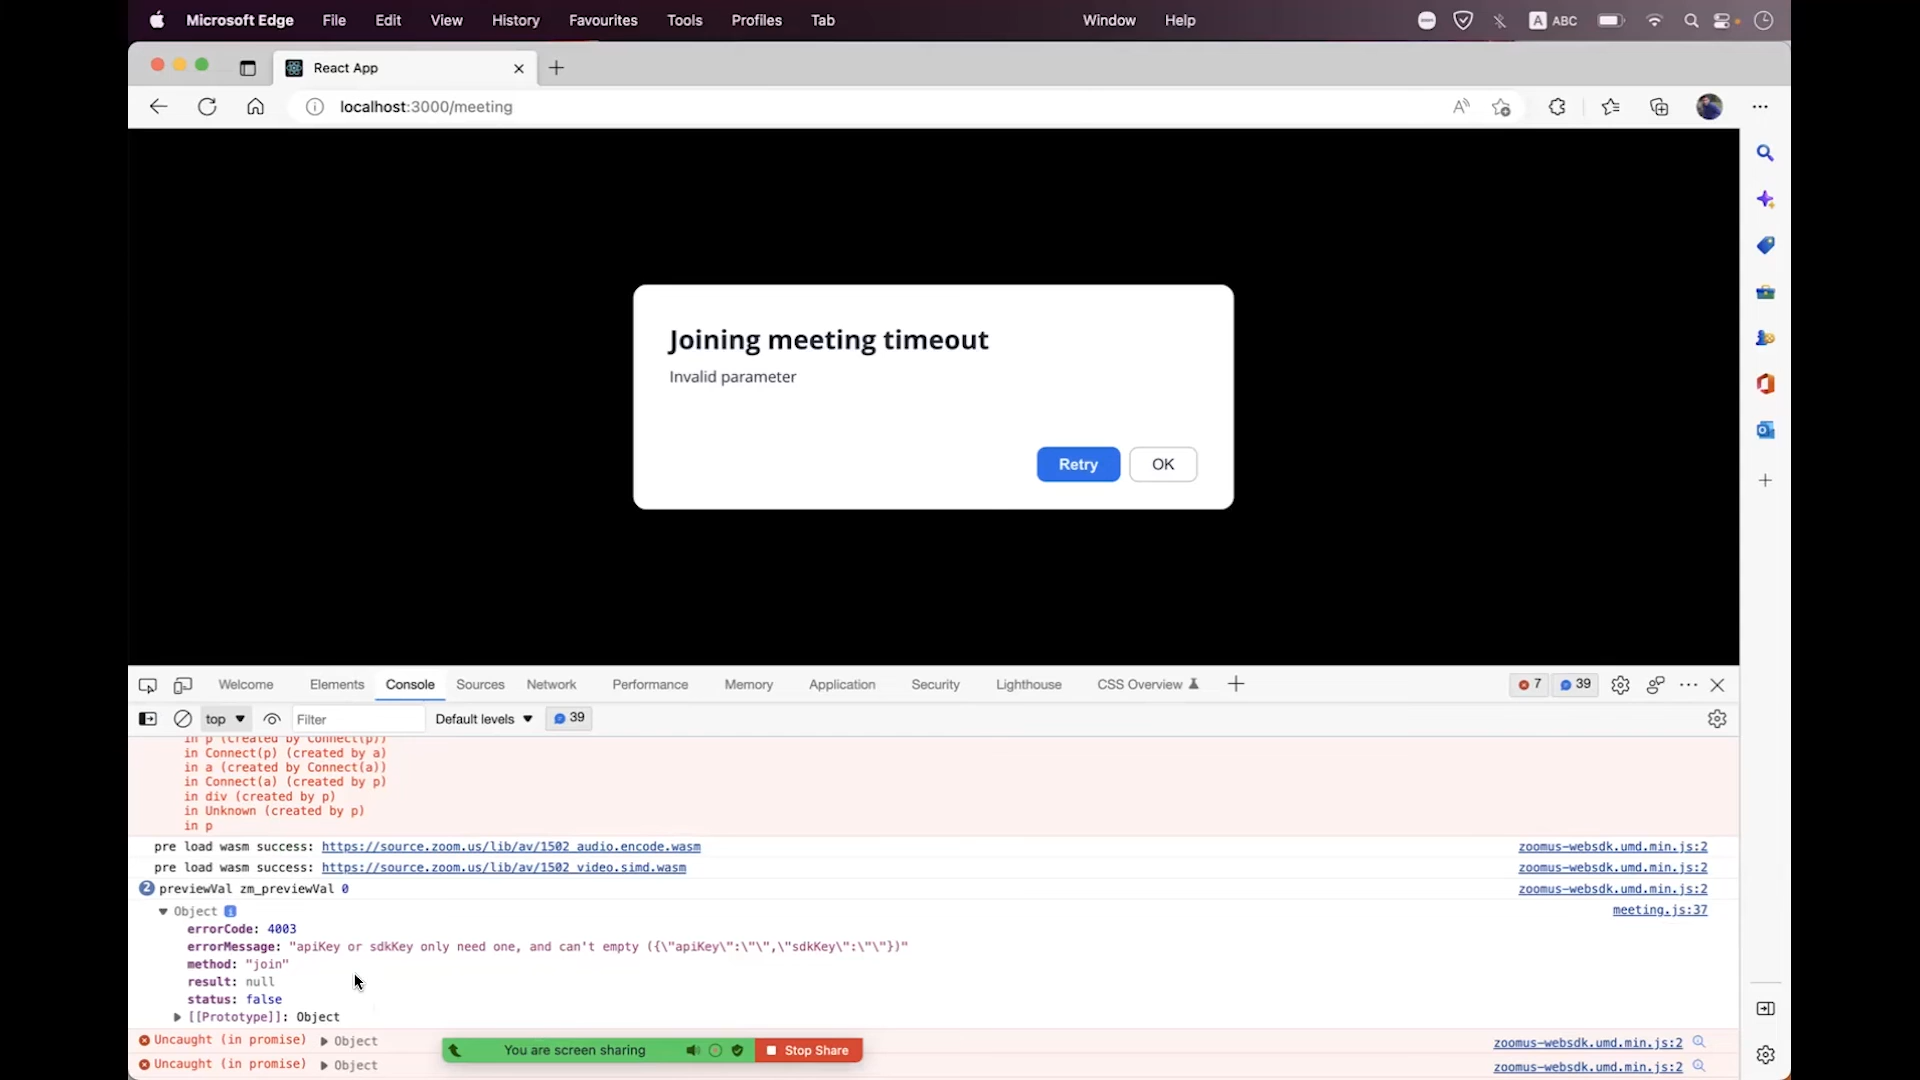 Microsoft Edge File Edit View History Favourites Tools Profiles Tab Window Help A ABC
React App
localhost:3000/meeting
Joining meeting timeout
Invalid parameter
Retry OK
Welcome Elements Console Sources Network Performance Memory Application Security Lighthouse CSS Overview 7 39
top Filter Default levels 39
in p (created by Connect(p))
in Connect(p) (created by a)
in a (created by Connect(a))
in Connect(a) (created by p)
in div (created by p)
in Unknown (created by p)
in p
pre load wasm success: https://source.zoom.us/lib/av/1502_audio.encode.wasm zoomus-websdk.umd.min.js:2
pre load wasm success: https://source.zoom.us/lib/av/1502_video.simd.wasm zoomus-websdk.umd.min.js:2
2 previewVal zm_previewVal 0 zoomus-websdk.umd.min.js:2
Object i meeting.js:37
errorCode: 4003
errorMessage: "apiKey or sdkKey only need one, and can't empty ({\"apiKey\":\"\",\"sdkKey\":\"\"})"
method: "join"
result: null
status: false
[[Prototype]]: Object
Uncaught (in promise) Object zoomus-websdk.umd.min.js:2
You are screen sharing Stop Share
Uncaught (in promise) Object zoomus-websdk.umd.min.js:2